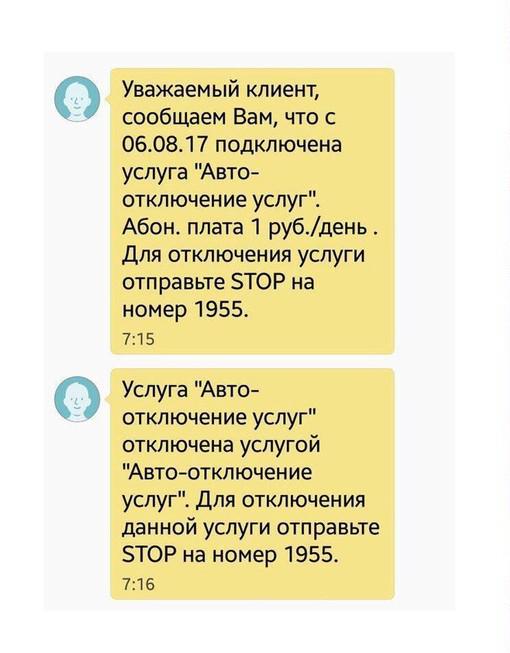 Уважаемый клиент,
сообщаем Вам, что с
06.08.17 подключена
услуга "Авто-
отключение услуг".
Абон. плата 1 руб./день .
Для отключения услуги
отправьте STOP на
номер 1955.
7:15
Услуга "Авто-
отключение услуг"
отключена услугой
"Авто-отключение
услуг". Для отключения
данной услуги отправьте
STOP на номер 1955.
7:16